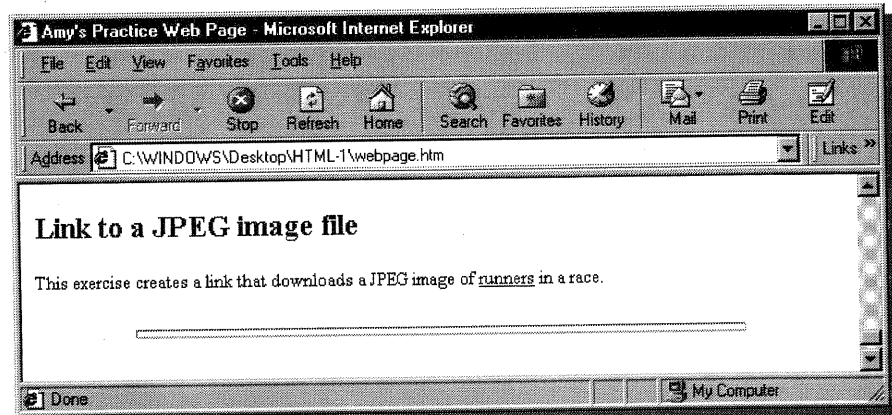 Amy's Practice Web Page - Microsoft Internet Explorer
File Edit View Favorites Tools Help
Back Forward Stop Refresh Home Search Favorites History Mail Print Edit
Address C:\WINDOWS\Desktop\HTML-1\webpage.htm Links »
Link to a JPEG image file
This exercise creates a link that downloads a JPEG image of runners in a race.
Done My Computer